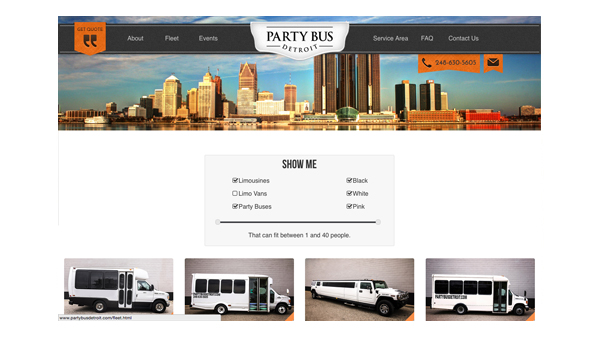 GET QUOTE
About
Fleet
Events
PARTY BUS
DETROIT
Service Area
FAQ
Contact Us
248-630-5605
SHOW ME
Limousines
Black
Limo Vans
White
Party Buses
Pink
That can fit between 1 and 40 people.
PARTYBUSDETROIT.COM
PARTYBUSDETROIT.COM
www.partybusdetroit.com/fleet.html